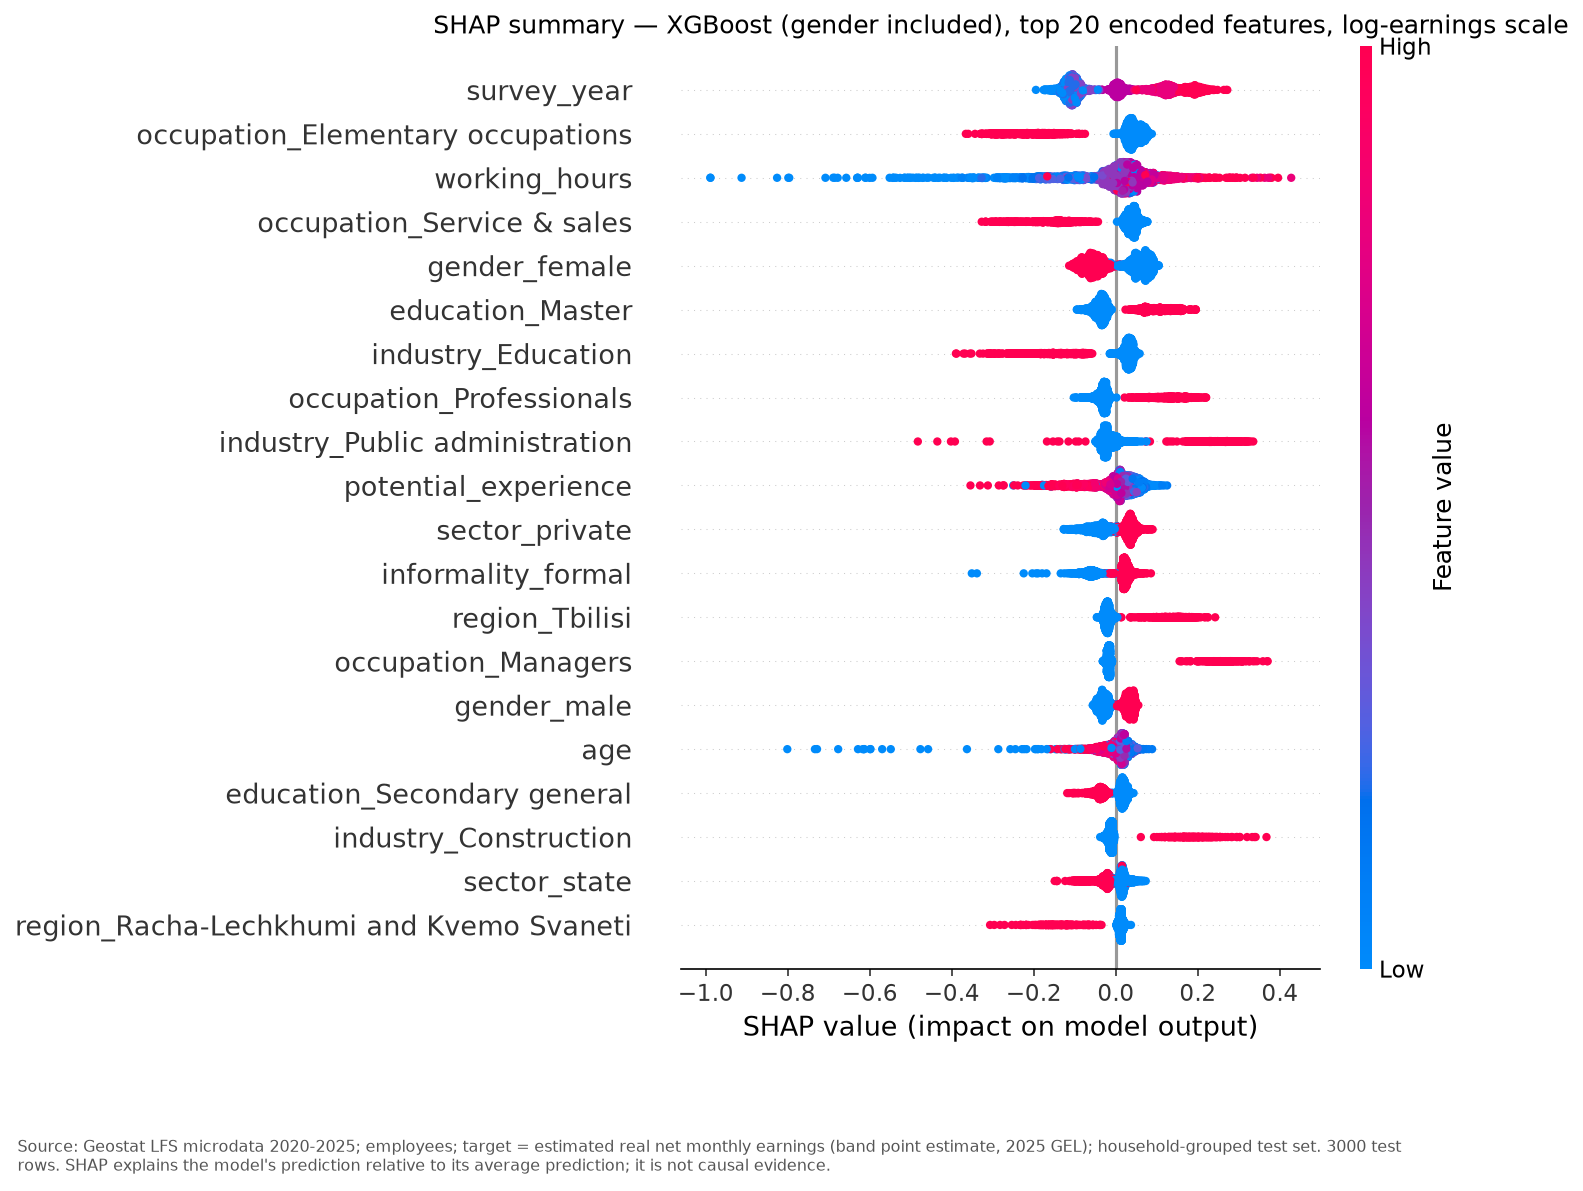 SHAP summary — XGBoost (gender included), top 20 encoded features, log-earnings scale
High
survey_year
occupation_Elementary occupations
working_hours
occupation_Service & sales
gender_female
education_Master
industry_Education
occupation_Professionals
industry_Public administration
potential_experience
sector_private
informality_formal
region_Tbilisi
occupation_Managers
gender_male
age
education_Secondary general
industry_Construction
sector_state
region_Racha-Lechkhumi and Kvemo Svaneti
Feature value
Low
−1.0 −0.8 −0.6 −0.4 −0.2 0.0 0.2 0.4
SHAP value (impact on model output)
Source: Geostat LFS microdata 2020-2025; employees; target = estimated real net monthly earnings (band point estimate, 2025 GEL); household-grouped test set. 3000 test
rows. SHAP explains the model's prediction relative to its average prediction; it is not causal evidence.